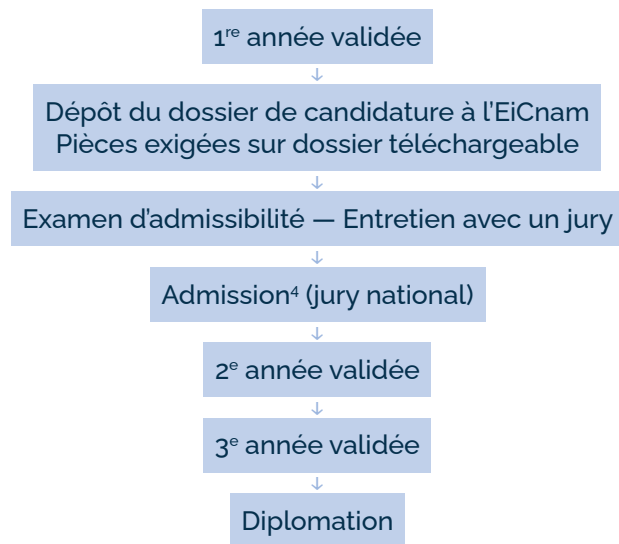 1re année validée
↓
Dépôt du dossier de candidature à l’EiCnam
Pièces exigées sur dossier téléchargeable
↓
Examen d’admissibilité — Entretien avec un jury
↓
Admission⁴ (jury national)
↓
2e année validée
↓
3e année validée
↓
Diplomation